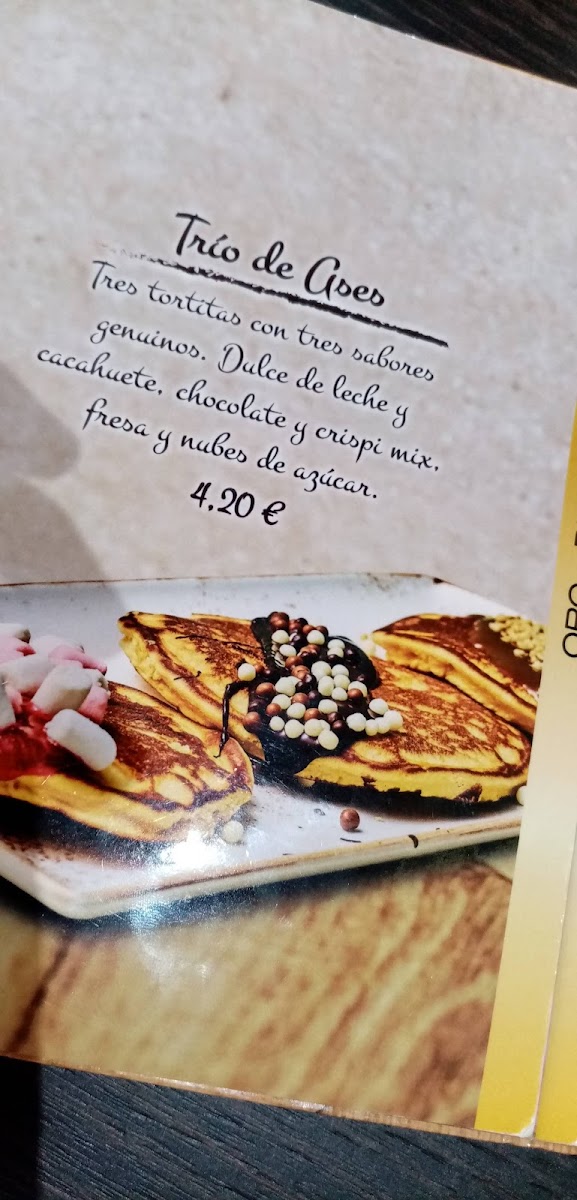 Trío de Ases
Tres tortitas con tres sabores
genuinos. Dulce de leche y
cacahuete, chocolate y crispi mix,
fresa y nubes de azúcar.
4,20 €